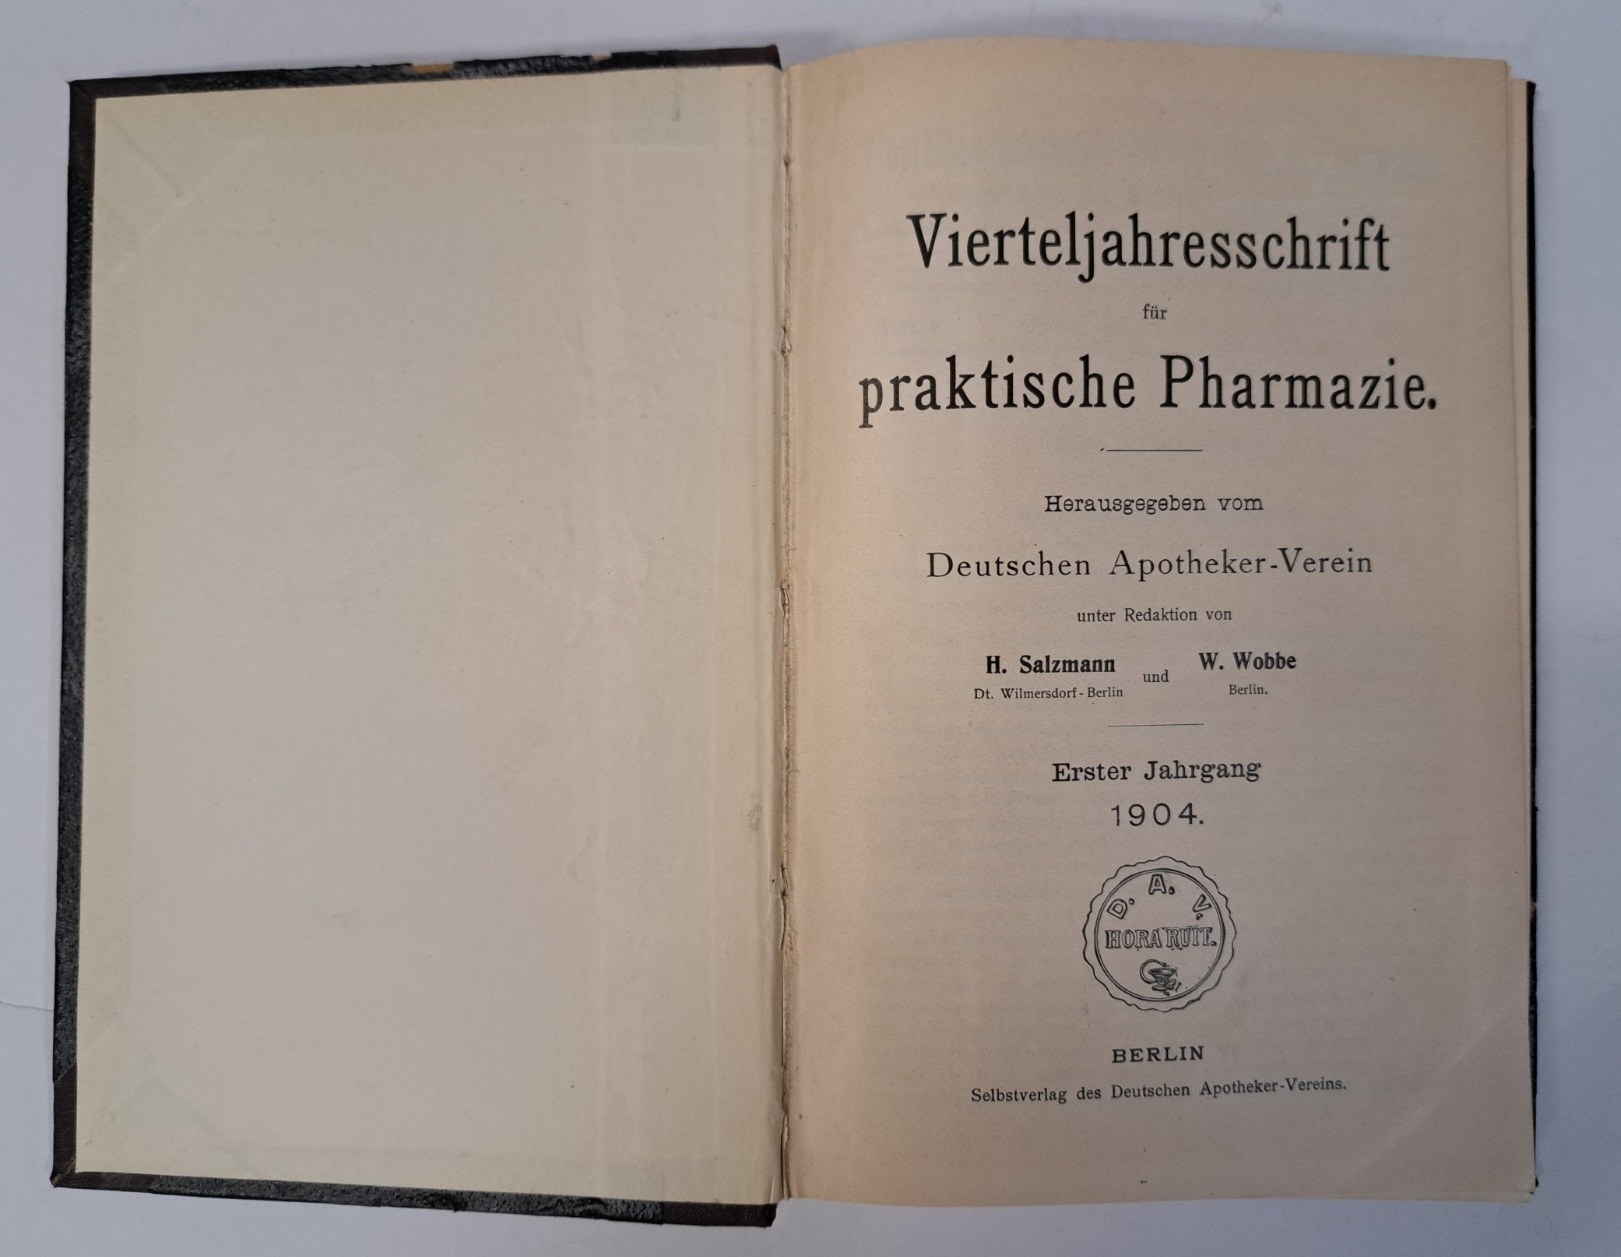 Vierteljahresschrift
für
praktische Pharmazie.
Herausgegeben vom
Deutschen Apotheker-Verein
unter Redaktion von
H. Salzmann und W. Wobbe
Dt. Wilmersdorf-Berlin Berlin.
Erster Jahrgang
1904.
D. A. V.
HORA RUIT.
BERLIN
Selbstverlag des Deutschen Apotheker-Vereins.